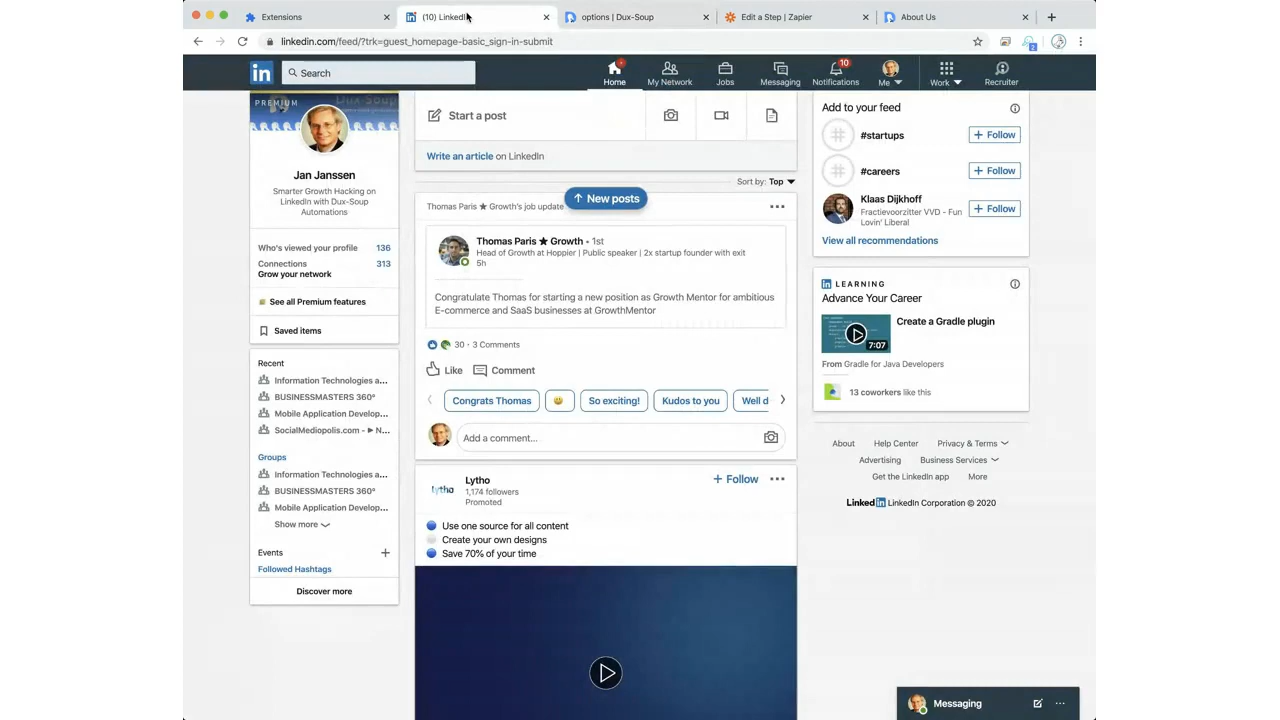 Extensions
(10) LinkedIn
options | Dux-Soup
Edit a Step | Zapier
About Us
linkedin.com/feed/?trk=guest_homepage-basic_sign-in-submit
2
in
Search
Home
My Network
Jobs
Messaging
10
Notifications
Me
Work
Recruiter
PREMIUM
Dux-Soup
Jan Janssen
Smarter Growth Hacking on
LinkedIn with Dux-Soup
Automations
Who's viewed your profile 136
Connections 313
Grow your network
See all Premium features
Saved items
Recent
Information Technologies a...
BUSINESSMASTERS 360°
Mobile Application Develop...
SocialMediopolis.com - ► N...
Groups
Information Technologies a...
BUSINESSMASTERS 360°
Mobile Application Develop...
Show more
Events
Followed Hashtags
Discover more
Start a post
Write an article on LinkedIn
Sort by: Top
↑ New posts
Thomas Paris ★ Growth's job update
Thomas Paris ★ Growth • 1st
Head of Growth at Hoppier | Public speaker | 2x startup founder with exit
5h
Congratulate Thomas for starting a new position as Growth Mentor for ambitious
E-commerce and SaaS businesses at GrowthMentor
30 · 3 Comments
Like Comment
Congrats Thomas
So exciting!
Kudos to you
Well d
Add a comment...
lytho
Lytho
1,174 followers
Promoted
+ Follow
Use one source for all content
Create your own designs
Save 70% of your time
Add to your feed
#startups
+ Follow
#careers
+ Follow
Klaas Dijkhoff
Fractievoorzitter VVD - Fun
Lovin' Liberal
+ Follow
View all recommendations
in LEARNING
Advance Your Career
Create a Gradle plugin
7:07
From Gradle for Java Developers
13 coworkers like this
About Help Center Privacy & Terms
Advertising Business Services
Get the LinkedIn app More
LinkedIn LinkedIn Corporation © 2020
Messaging